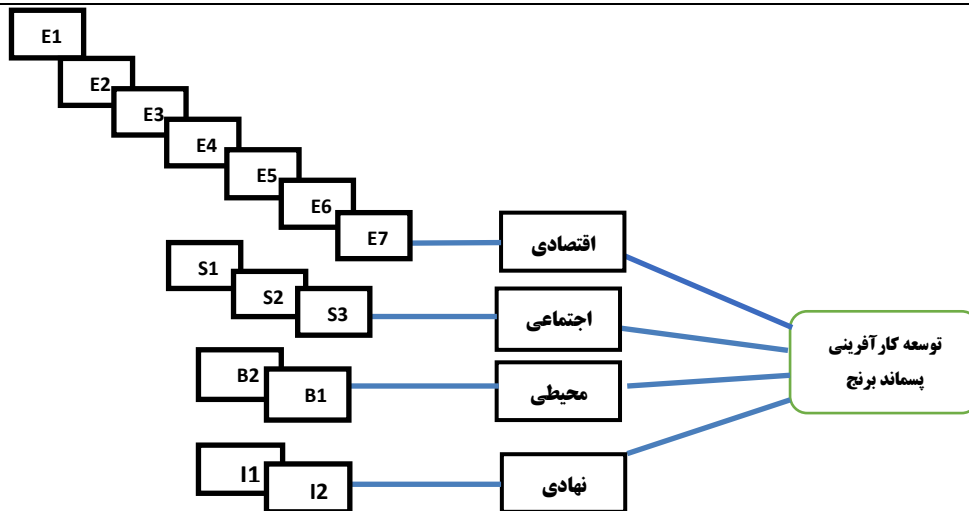 E1
E2
E3
E4
E5
E6
E7
اقتصادی
S1
S2
S3
اجتماعی
توسعه کارآفرینی
پسماند برنج
B2
B1
محیطی
I1
I2
نهادی